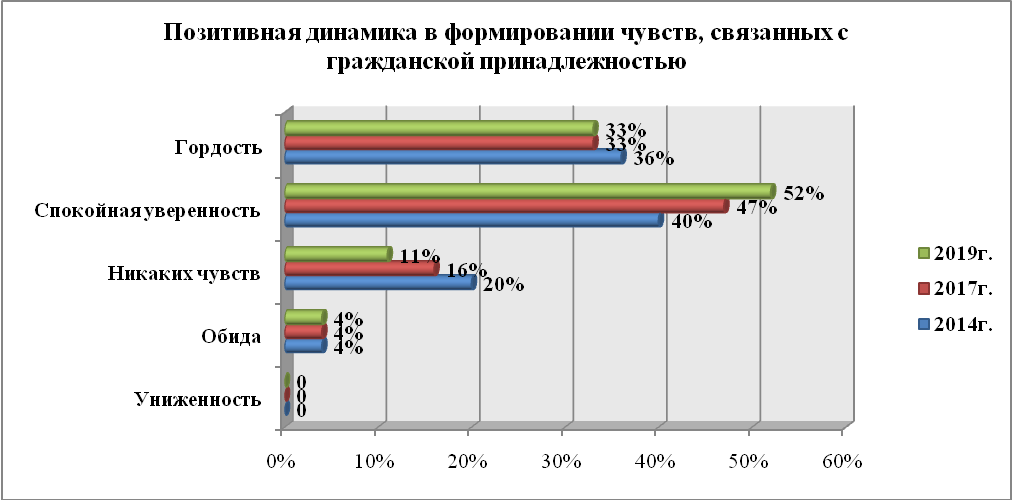 Позитивная динамика в формировании чувств, связанных с
гражданской принадлежностью
Гордость
33%
33%
36%
Спокойная уверенность
52%
47%
40%
Никаких чувств
11%
16%
20%
Обида
4%
4%
4%
Униженность
0
0
0
0% 10% 20% 30% 40% 50% 60%
2019г.
2017г.
2014г.